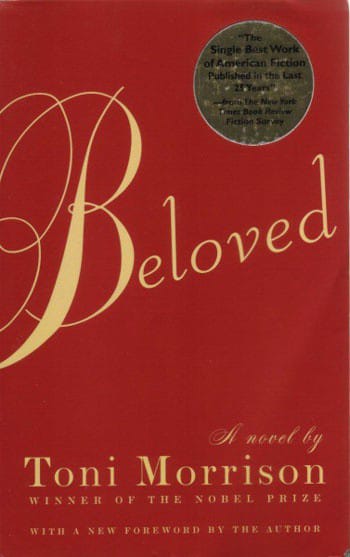 "The
Single Best Work
of American Fiction
Published in the Last
25 Years"
—from The New York
Times Book Review
Fiction Survey
Beloved
A novel by
Toni Morrison
WINNER OF THE NOBEL PRIZE
WITH A NEW FOREWORD BY THE AUTHOR